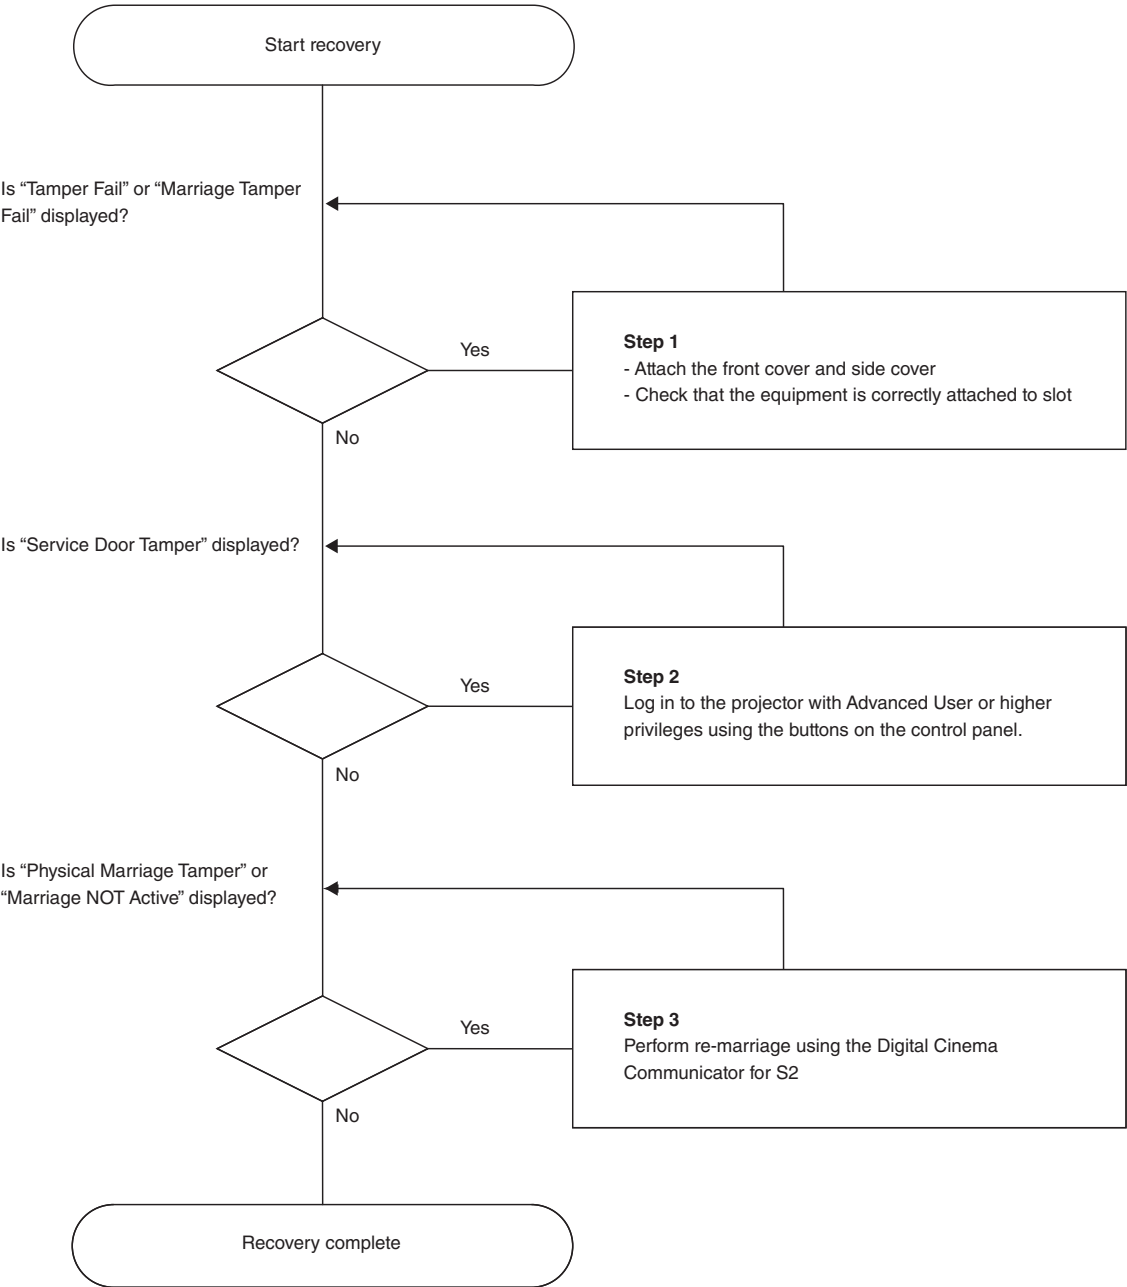 Start recovery
Is “Tamper Fail” or “Marriage Tamper
Fail” displayed?
Yes
Step 1
- Attach the front cover and side cover
- Check that the equipment is correctly attached to slot
No
Is “Service Door Tamper” displayed?
Yes
Step 2
Log in to the projector with Advanced User or higher
privileges using the buttons on the control panel.
No
Is “Physical Marriage Tamper” or
“Marriage NOT Active” displayed?
Yes
Step 3
Perform re-marriage using the Digital Cinema
Communicator for S2
No
Recovery complete